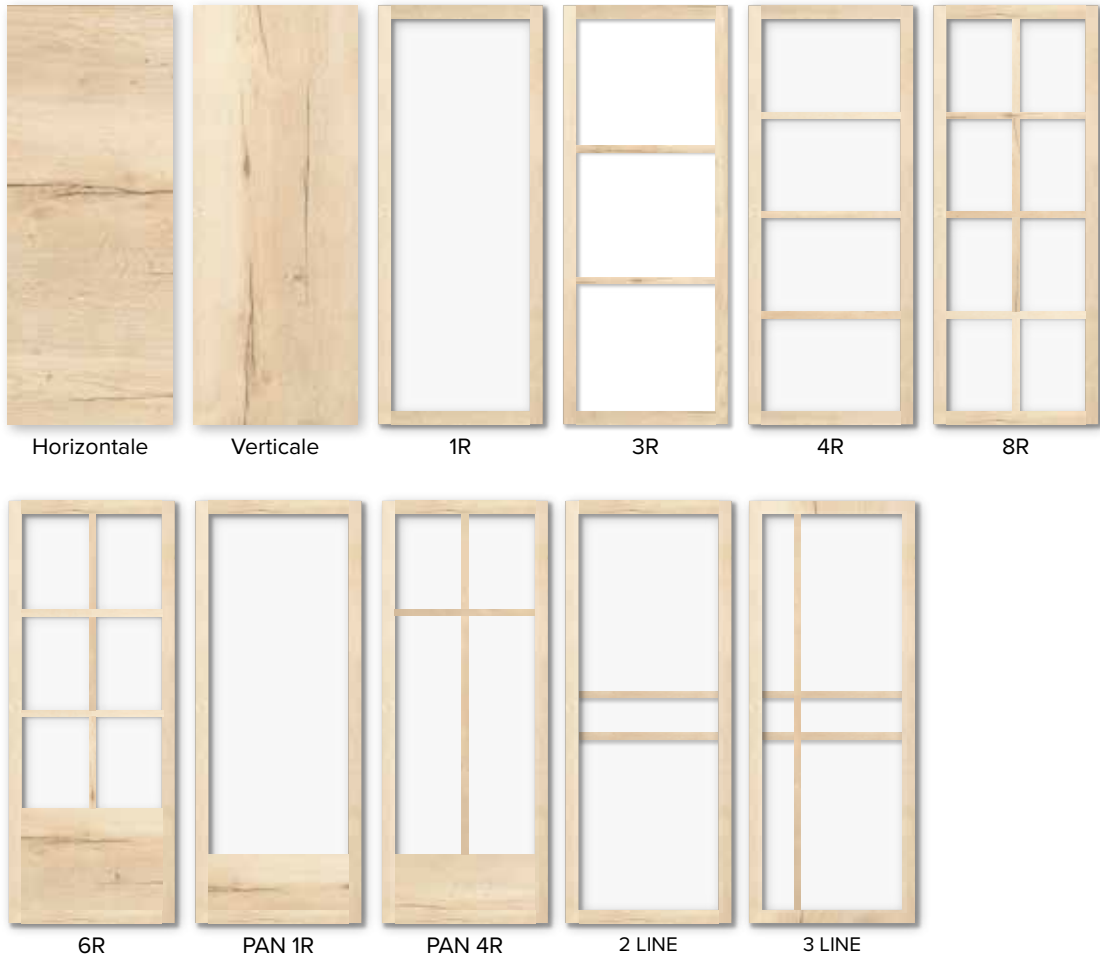 Horizontale
Verticale
1R
3R
4R
8R
6R
PAN 1R
PAN 4R
2 LINE
3 LINE